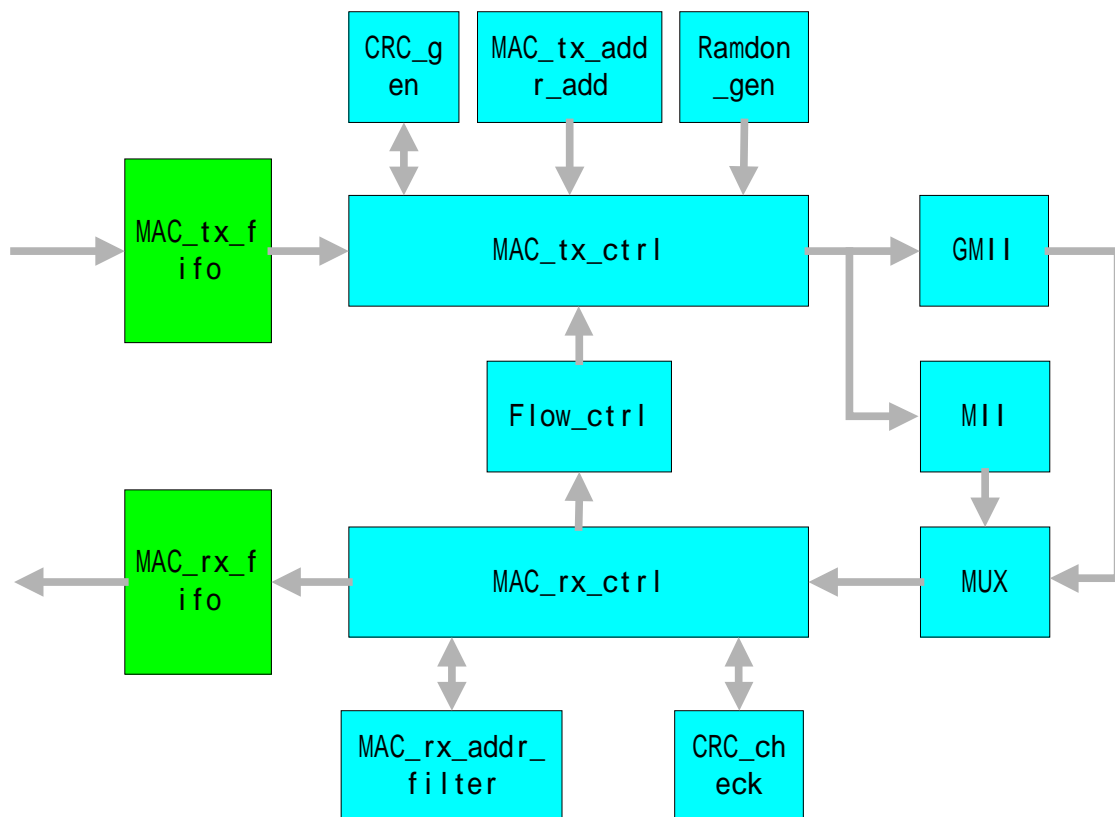 CRC_g
en
MAC_tx_add
r_add
Ramdon
_gen
MAC_tx_f
ifo
MAC_tx_ctrl
GMII
Flow_ctrl
MII
MAC_rx_f
ifo
MAC_rx_ctrl
MUX
MAC_rx_addr_
filter
CRC_ch
eck